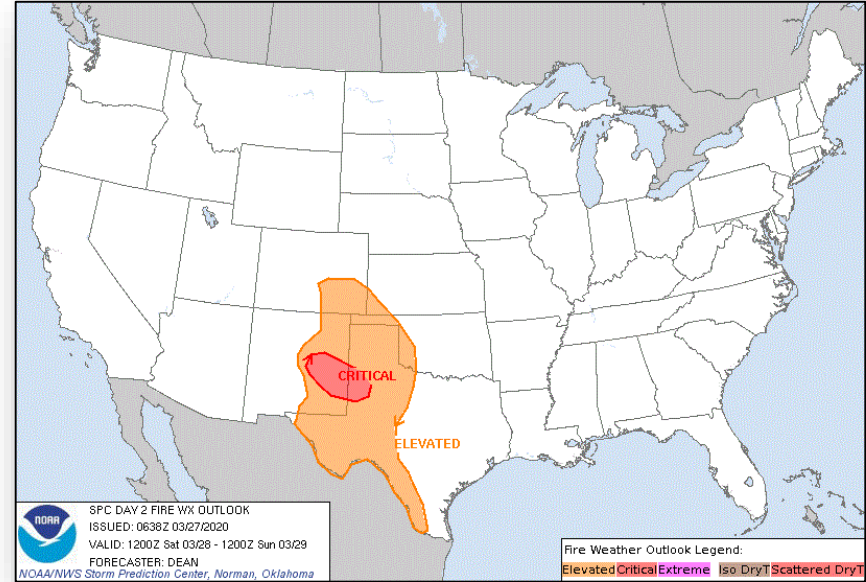 CRITICAL
ELEVATED
NOAA
SPC DAY 2 FIRE WX OUTLOOK
ISSUED: 0638Z 03/27/2020
VALID: 1200Z Sat 03/28 - 1200Z Sun 03/29
FORECASTER: DEAN
NOAA/NWS Storm Prediction Center, Norman, Oklahoma
Fire Weather Outlook Legend:
Elevated Critical Extreme Iso DryT Scattered DryT